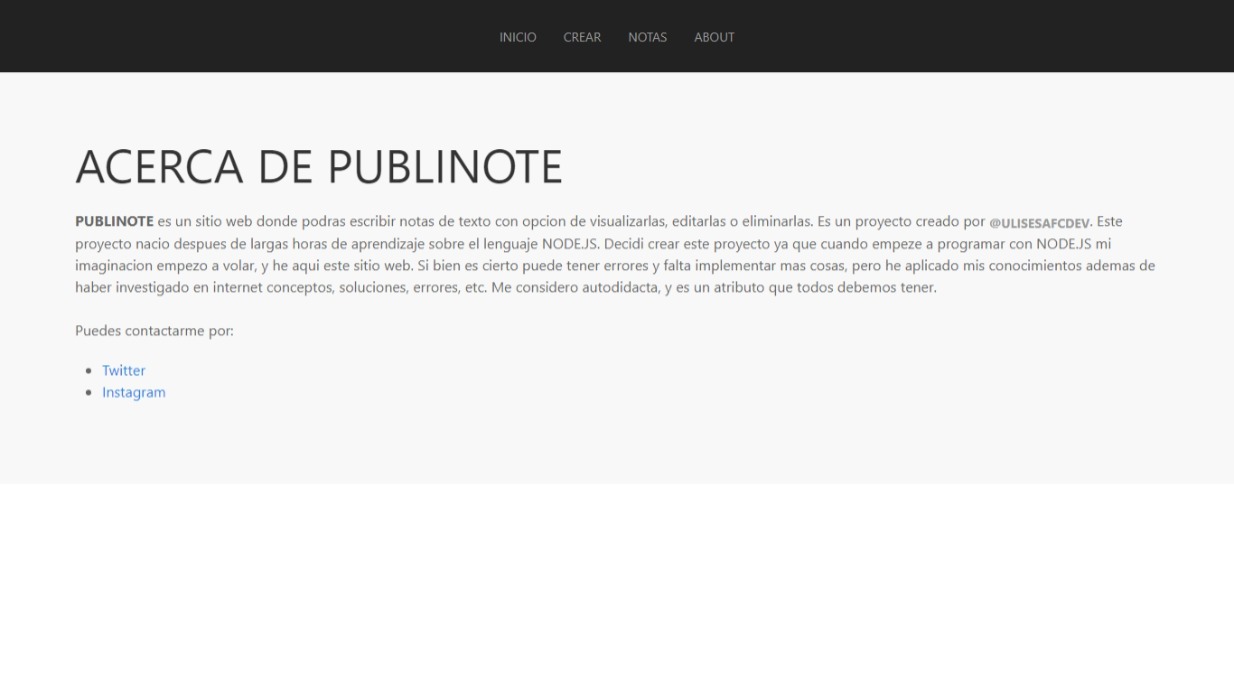 INICIO CREAR NOTAS ABOUT
ACERCA DE PUBLINOTE
PUBLINOTE es un sitio web donde podras escribir notas de texto con opcion de visualizarlas, editarlas o eliminarlas. Es un proyecto creado por @ULISESAFCDEV. Este
proyecto nacio despues de largas horas de aprendizaje sobre el lenguaje NODE.JS. Decidi crear este proyecto ya que cuando empeze a programar con NODE.JS mi
imaginacion empezo a volar, y he aqui este sitio web. Si bien es cierto puede tener errores y falta implementar mas cosas, pero he aplicado mis conocimientos ademas de
haber investigado en internet conceptos, soluciones, errores, etc. Me considero autodidacta, y es un atributo que todos debemos tener.
Puedes contactarme por:
Twitter
Instagram